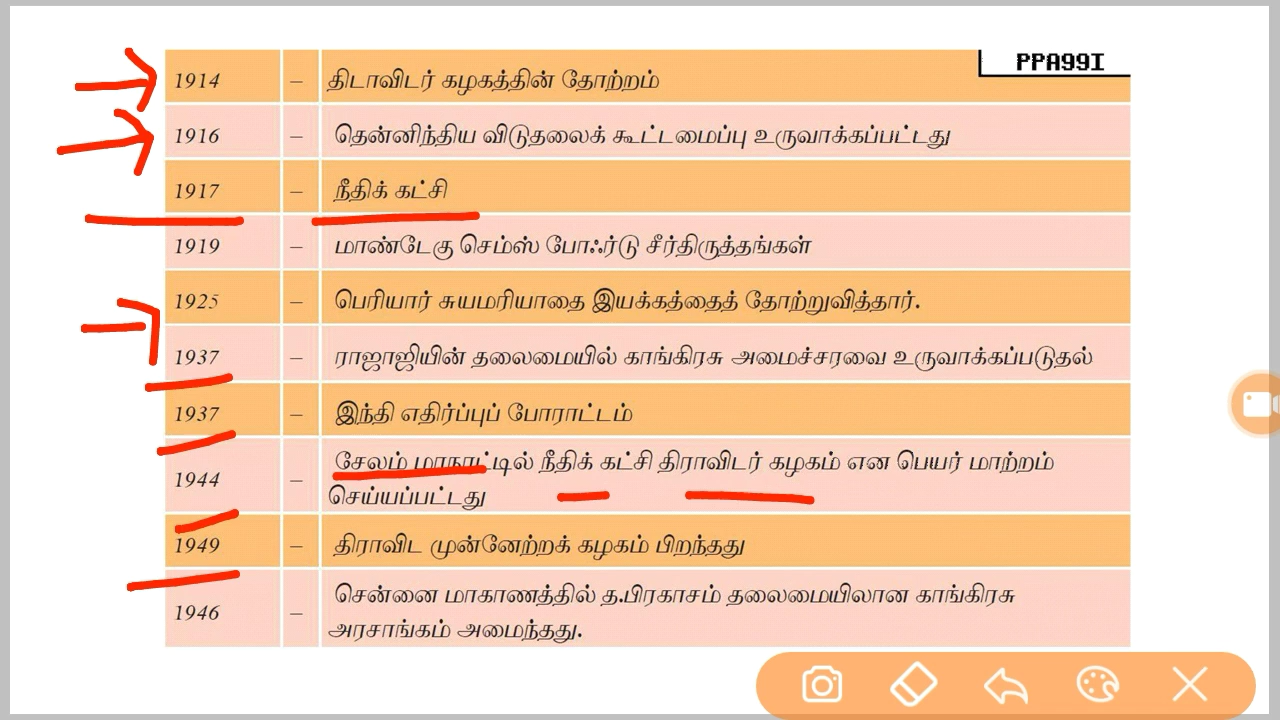 PPA99I
1914 – திடாவிடர் கழகத்தின் தோற்றம்
1916 – தென்னிந்திய விடுதலைக் கூட்டமைப்பு உருவாக்கப்பட்டது
1917 – நீதிக் கட்சி
1919 – மாண்டேகு செம்ஸ் போஃர்டு சீர்திருத்தங்கள்
1925 – பெரியார் சுயமரியாதை இயக்கத்தைத் தோற்றுவித்தார்.
1937 – ராஜாஜியின் தலைமையில் காங்கிரசு அமைச்சரவை உருவாக்கப்படுதல்
1937 – இந்தி எதிர்ப்புப் போராட்டம்
1944 – சேலம் மாநாட்டில் நீதிக் கட்சி திராவிடர் கழகம் என பெயர் மாற்றம்
செய்யப்பட்டது
1949 – திராவிட முன்னேற்றக் கழகம் பிறந்தது
1946 – சென்னை மாகாணத்தில் த.பிரகாசம் தலைமையிலான காங்கிரசு
அரசாங்கம் அமைந்தது.